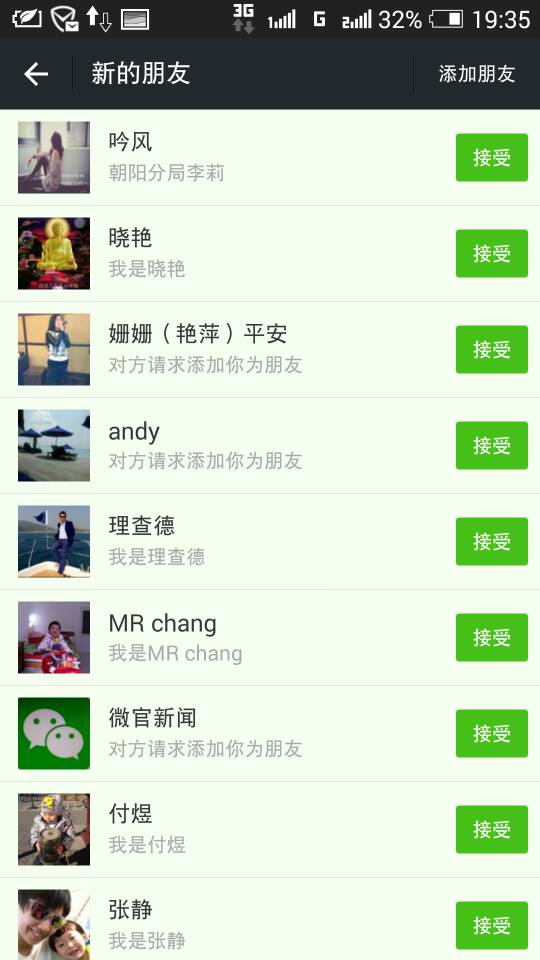 3G 1 G 2 32% 19:35
新的朋友 添加朋友
吟风
朝阳分局李莉
接受
晓艳
我是晓艳
接受
姗姗（艳萍）平安
对方请求添加你为朋友
接受
andy
对方请求添加你为朋友
接受
理查德
我是理查德
接受
MR chang
我是MR chang
接受
微官新闻
对方请求添加你为朋友
接受
付煜
我是付煜
接受
张静
我是张静
接受